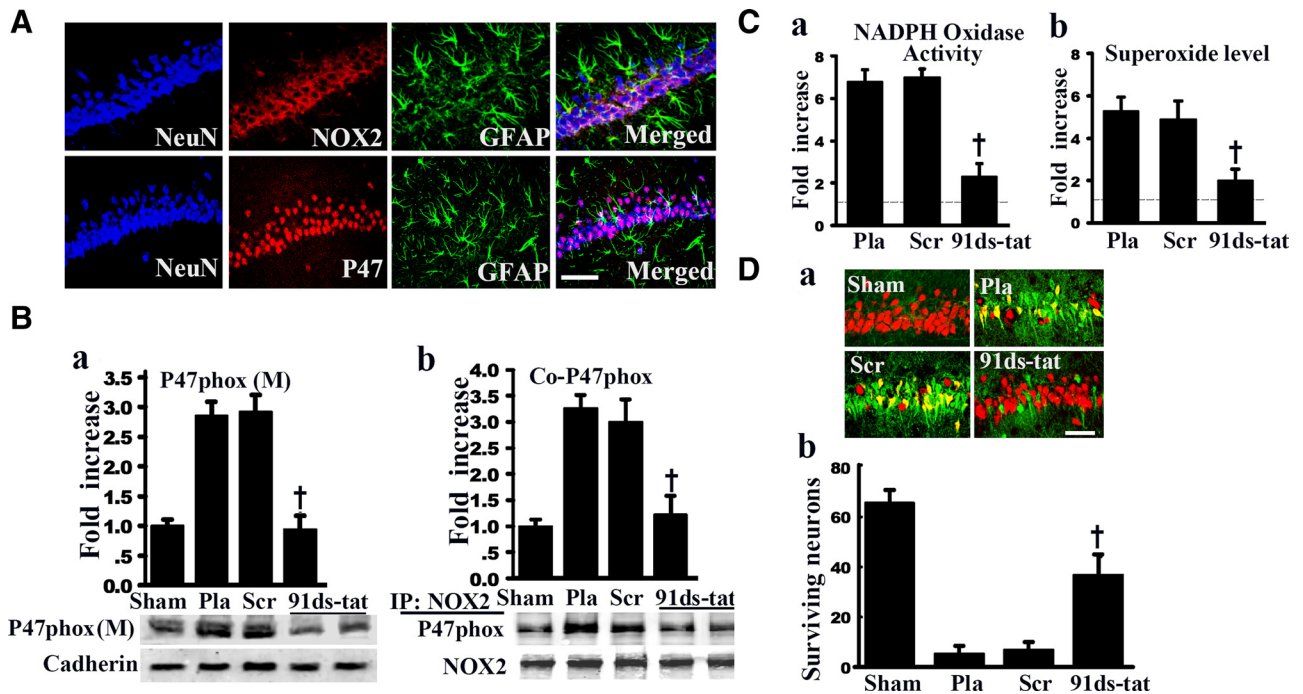 A
NeuN
NOX2
GFAP
Merged
NeuN
P47
GFAP
Merged
B
a
P47phox (M)
Fold increase
3.5
3.0
2.5
2.0
1.5
1.0
.5
0.0
Sham Pla Scr 91ds-tat
P47phox(M)
Cadherin
b
Co-P47phox
Fold increase
4.0
3.5
3.0
2.5
2.0
1.5
1.0
.5
0.0
IP: NOX2 Sham Pla Scr 91ds-tat
P47phox
NOX2
C
a
NADPH Oxidase
Activity
Fold increase
8
6
4
2
0
†
Pla Scr 91ds-tat
b
Superoxide level
Fold increase
8
6
4
2
0
†
Pla Scr 91ds-tat
D
a
Sham
Pla
Scr
91ds-tat
b
Surviving neurons
80
60
40
20
0
†
Sham Pla Scr 91ds-tat